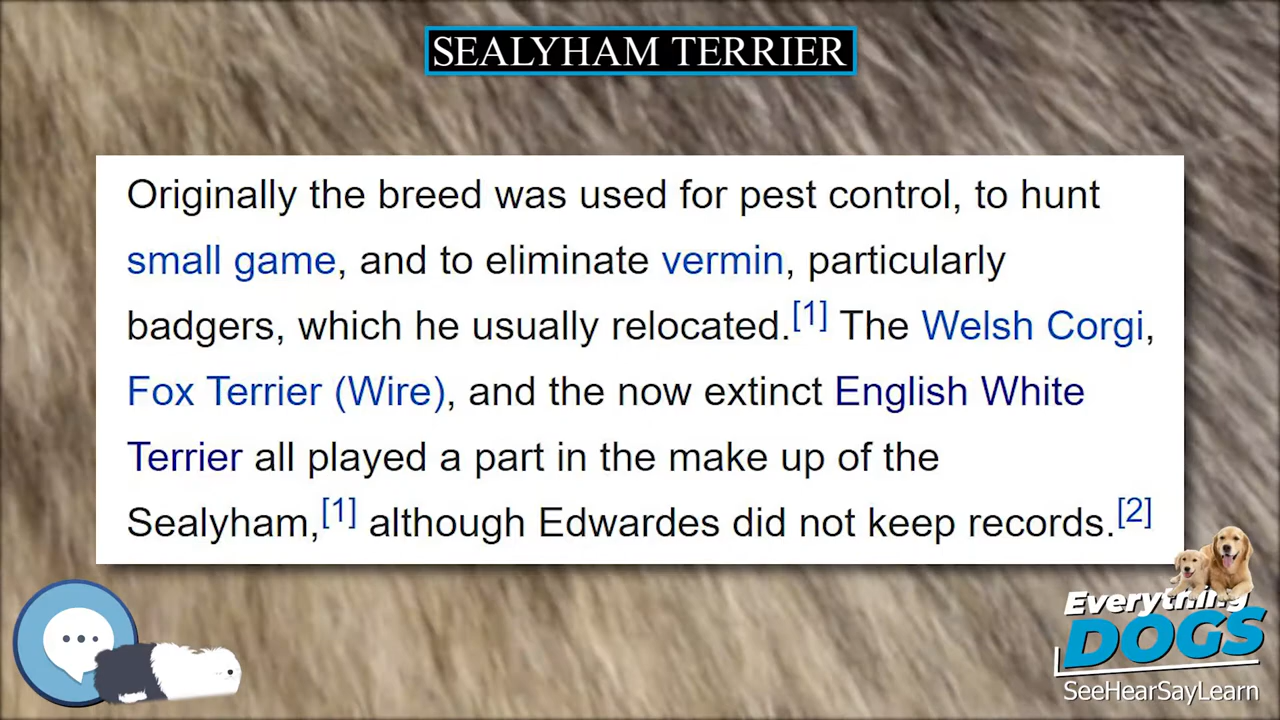 SEALYHAM TERRIER
Originally the breed was used for pest control, to hunt
small game, and to eliminate vermin, particularly
badgers, which he usually relocated.[1] The Welsh Corgi,
Fox Terrier (Wire), and the now extinct English White
Terrier all played a part in the make up of the
Sealyham,[1] although Edwardes did not keep records.[2]
Everything
DOGS
SeeHearSayLearn